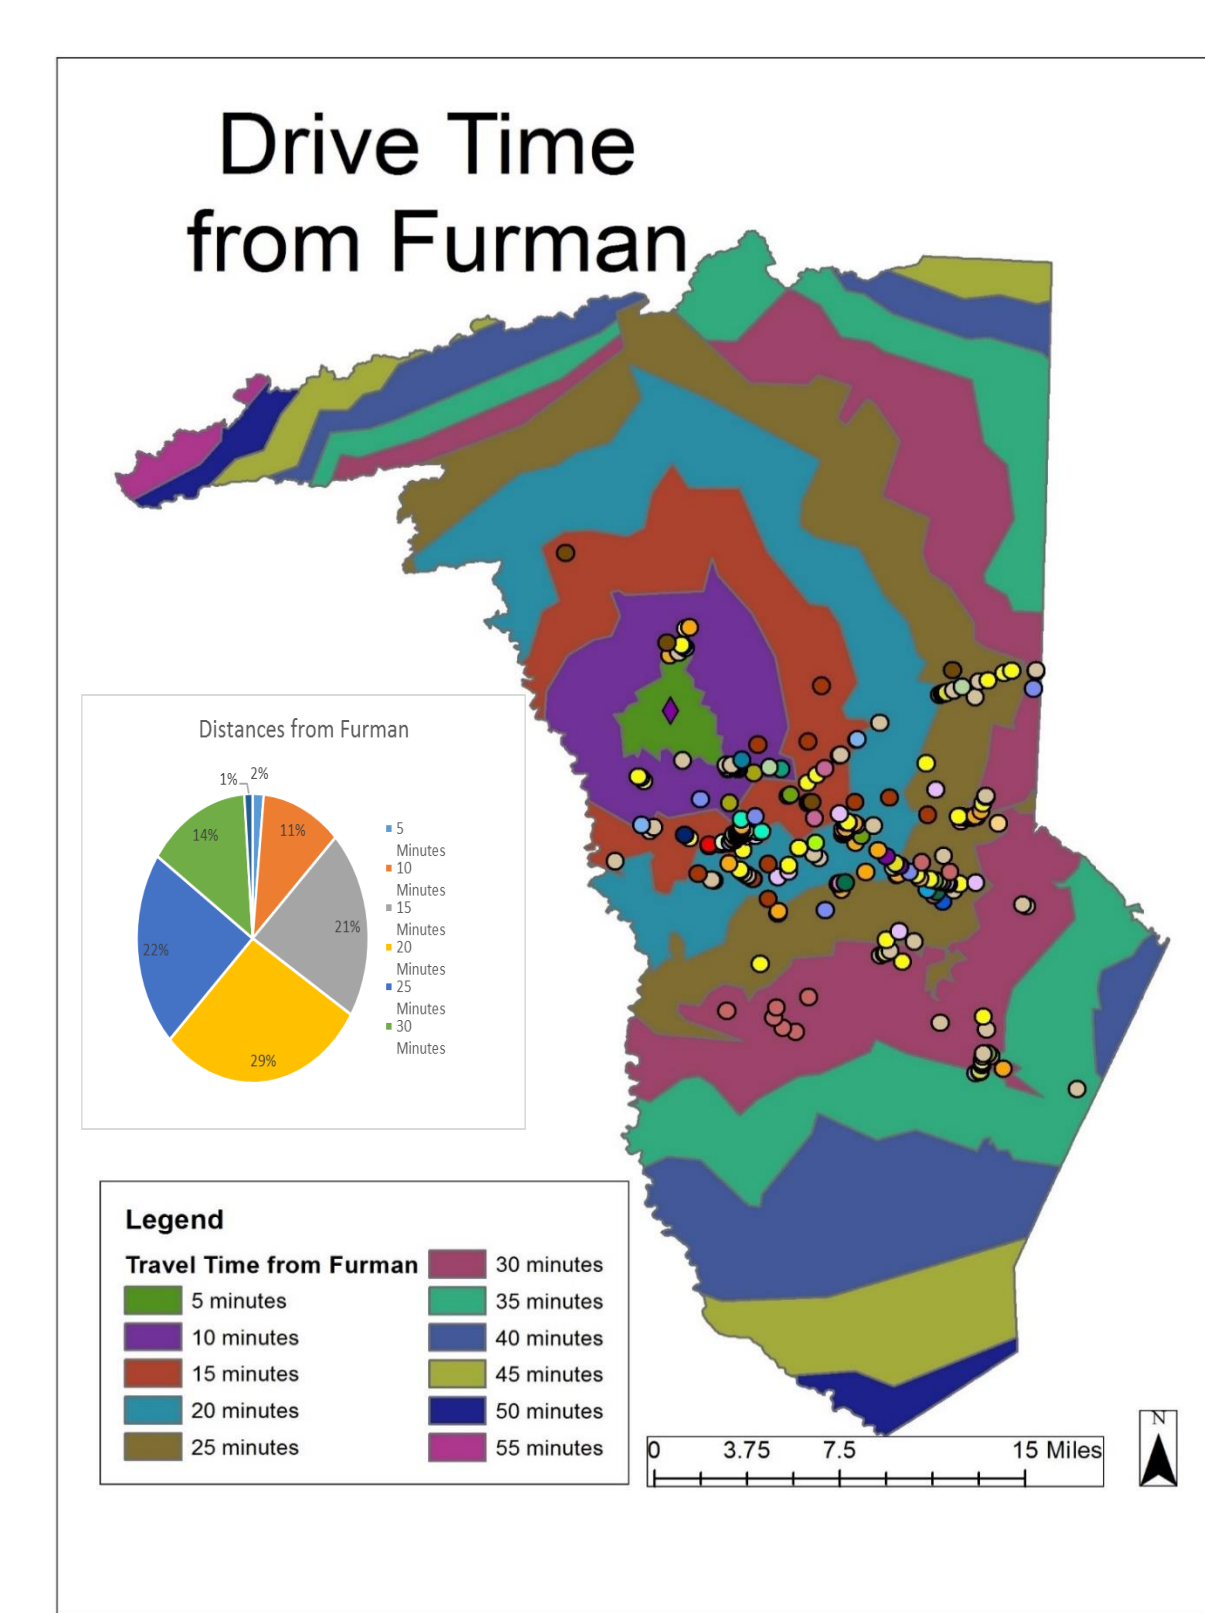 Drive Time
from Furman
Distances from Furman
1%
2%
11%
14%
21%
22%
29%
5
Minutes
10
Minutes
15
Minutes
20
Minutes
25
Minutes
30
Minutes
Legend
Travel Time from Furman
5 minutes
10 minutes
15 minutes
20 minutes
25 minutes
30 minutes
35 minutes
40 minutes
45 minutes
50 minutes
55 minutes
0 3.75 7.5 15 Miles
N